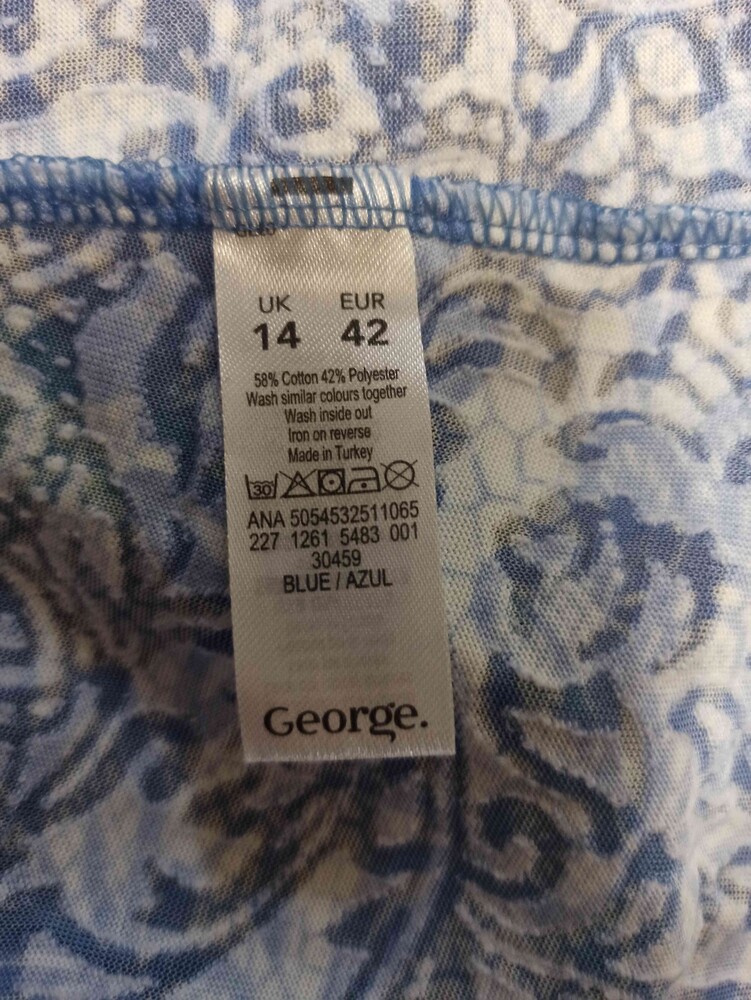 UK EUR
14 42
58% Cotton 42% Polyester
Wash similar colours together
Wash inside out
Iron on reverse
Made in Turkey
30
ANA 5054532511065
227 1261 5483 001
30459
BLUE / AZUL
George.